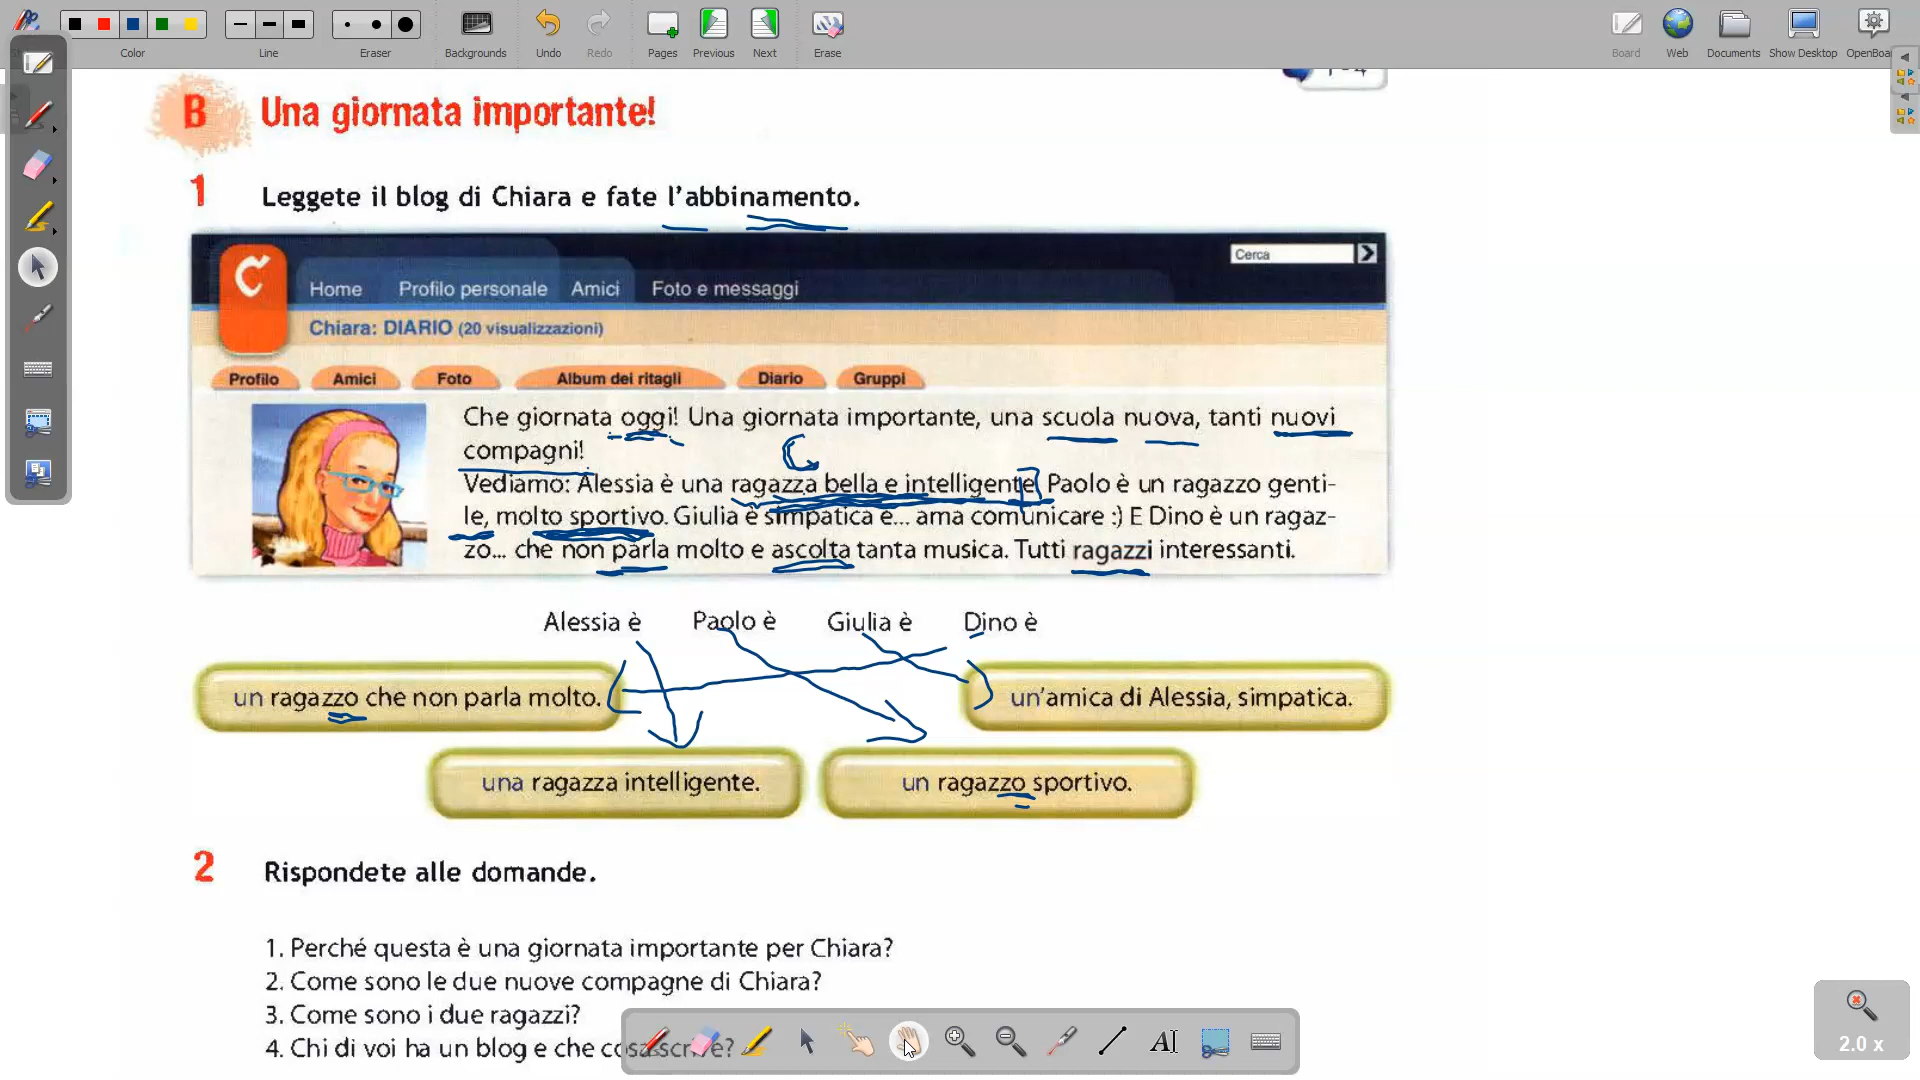 Color
Line
Eraser
Backgrounds
Undo
Redo
Pages
Previous
Next
Erase
Board
Web
Documents
Show Desktop
B Una giornata importante!
1 Leggete il blog di Chiara e fate l'abbinamento.
Cerca
Home Profilo personale Amici Foto e messaggi
Chiara: DIARIO (20 visualizzazioni)
Profilo Amici Foto Album dei ritagli Diario Gruppi
Che giornata oggi! Una giornata importante, una scuola nuova, tanti nuovi
compagni!
Vediamo: Alessia è una ragazza bella e intelligente. Paolo è un ragazzo genti-
le, molto sportivo. Giulia è simpatica e... ama comunicare :) E Dino è un ragaz-
zo... che non parla molto e ascolta tanta musica. Tutti ragazzi interessanti.
Alessia è Paolo è Giulia è Dino è
un ragazzo che non parla molto. un'amica di Alessia, simpatica.
una ragazza intelligente. un ragazzo sportivo.
2 Rispondete alle domande.
1. Perché questa è una giornata importante per Chiara?
2. Come sono le due nuove compagne di Chiara?
3. Come sono i due ragazzi?
4. Chi di voi ha un blog e che cosa scrive?
2.0 x